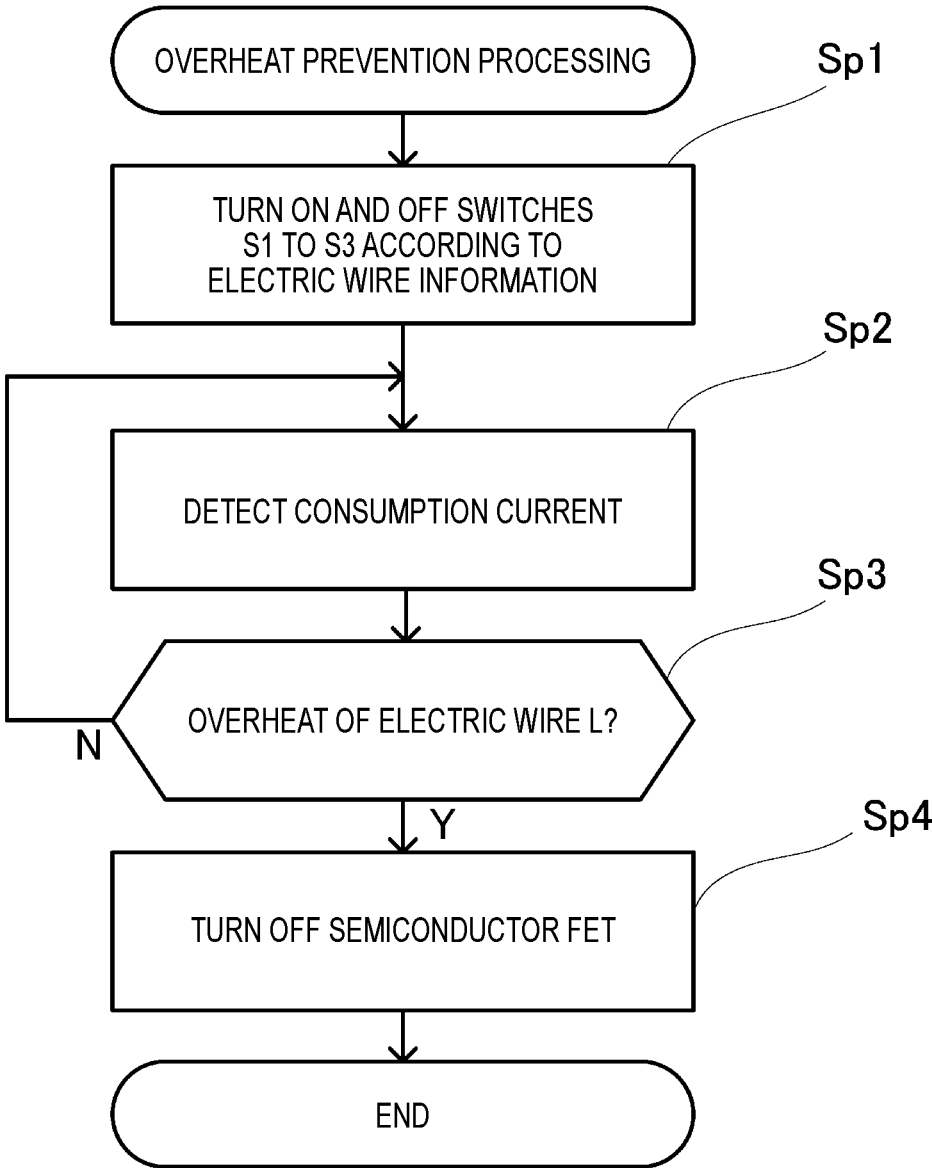 OVERHEAT PREVENTION PROCESSING
Sp1
TURN ON AND OFF SWITCHES
S1 TO S3 ACCORDING TO
ELECTRIC WIRE INFORMATION
Sp2
DETECT CONSUMPTION CURRENT
Sp3
OVERHEAT OF ELECTRIC WIRE L?
N
Y
Sp4
TURN OFF SEMICONDUCTOR FET
END